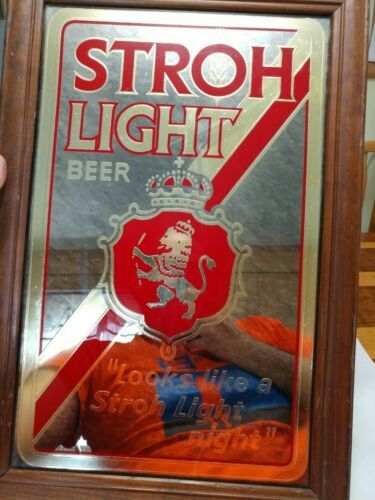 STROH
LIGHT
BEER
"Looks like a
Stroh Light
night"